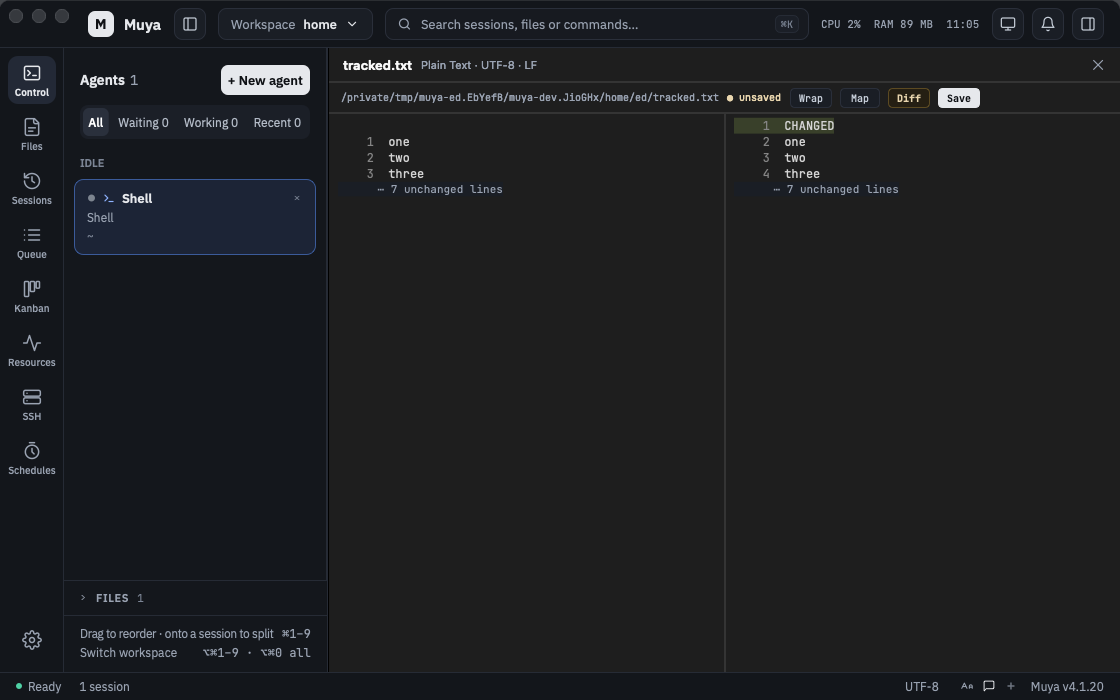 M Muya Workspace home Search sessions, files or commands... ⌘K CPU 2% RAM 89 MB 11:05
Control
Files
Sessions
Queue
Kanban
Resources
SSH
Schedules
Agents 1 + New agent
All Waiting 0 Working 0 Recent 0
IDLE
Shell ×
Shell
~
› FILES 1
Drag to reorder · onto a session to split ⌘1–9
Switch workspace ⌥⌘1–9 · ⌥⌘0 all
tracked.txt Plain Text · UTF-8 · LF
/private/tmp/muya-ed.EbYefB/muya-dev.JioGHx/home/ed/tracked.txt ● unsaved Wrap Map Diff Save
1 one
2 two
3 three
⋯ 7 unchanged lines
1 CHANGED
2 one
3 two
4 three
⋯ 7 unchanged lines
Ready 1 session UTF-8 AA + Muya v4.1.20